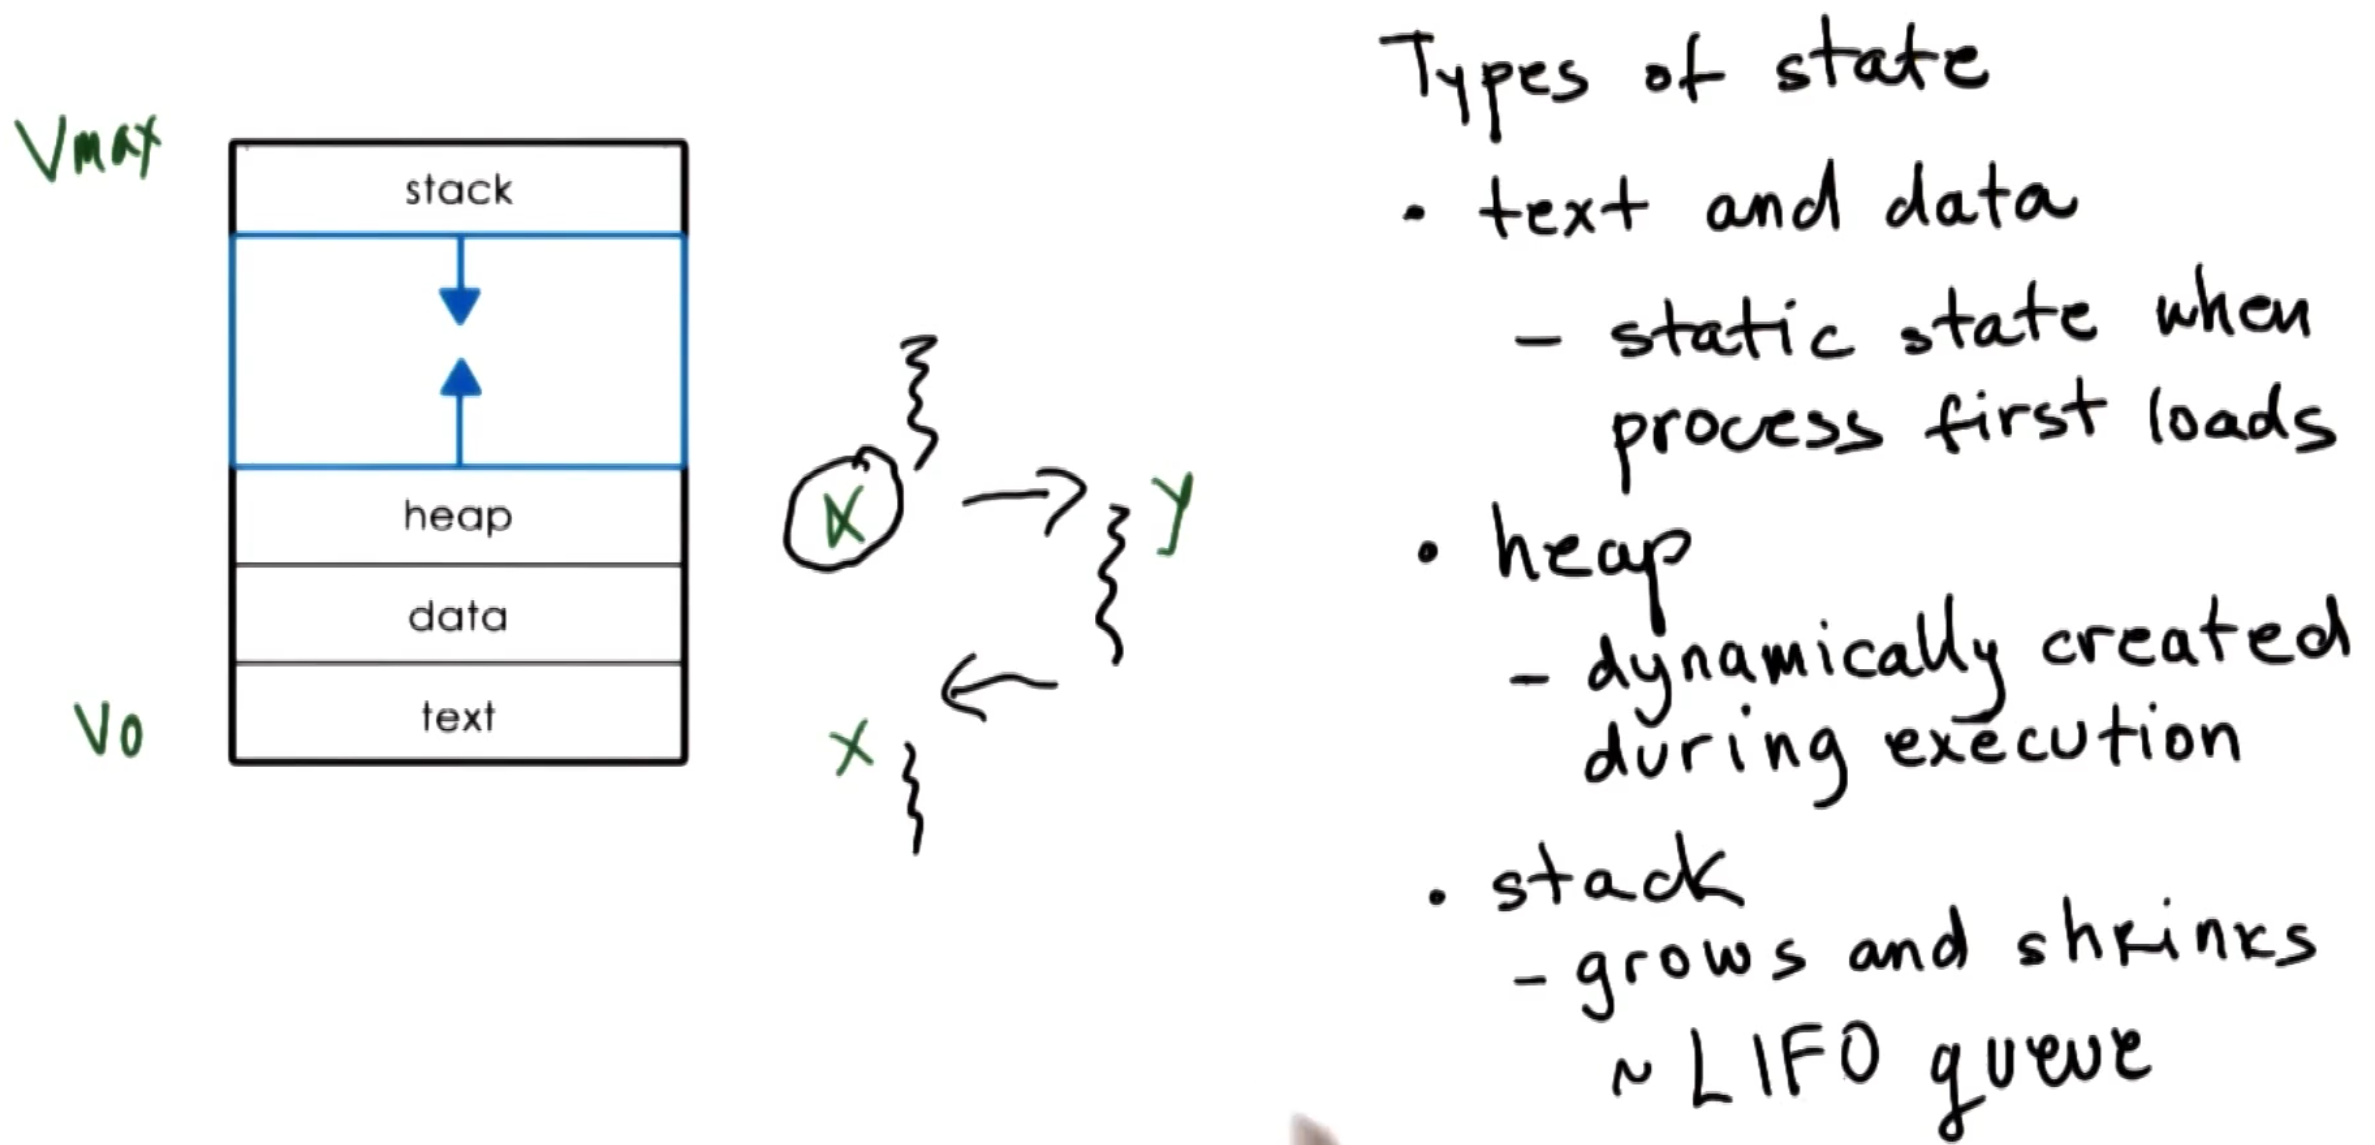 Vmax
stack
heap
data
text
V0
X
y
X
Types of state
• text and data
- static state when
process first loads
• heap
- dynamically created
during execution
• stack
- grows and shrinks
~ LIFO queue